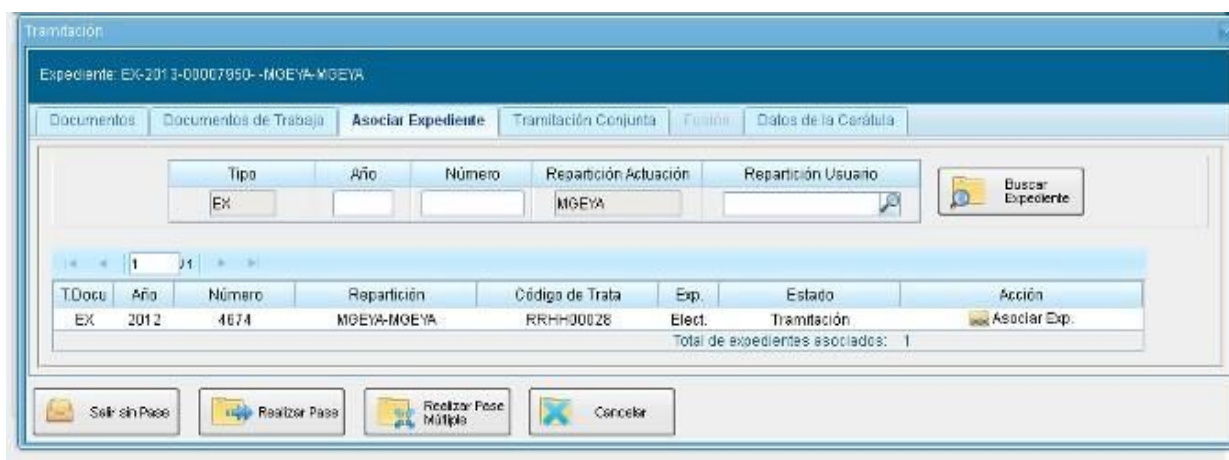 Tramitación
Expediente: EX-2013-00007950- -MGEYA-MGEYA
Documentos Documentos de Trabajo Asociar Expediente Tramitación Conjunta Fusión Datos de la Carátula
Tipo Año Número Repartición Actuación Repartición Usuario
EX MGEYA
Buscar
Expediente
1 /1
T.Docu Año Número Repartición Código de Trata Exp. Estado Acción
EX 2012 4674 MGEYA-MGEYA RRHH00028 Elect. Tramitación Asociar Exp.
Total de expedientes asociados: 1
Salir sin Pase Realizar Pase Realizar Pase
Múltiple Cancelar